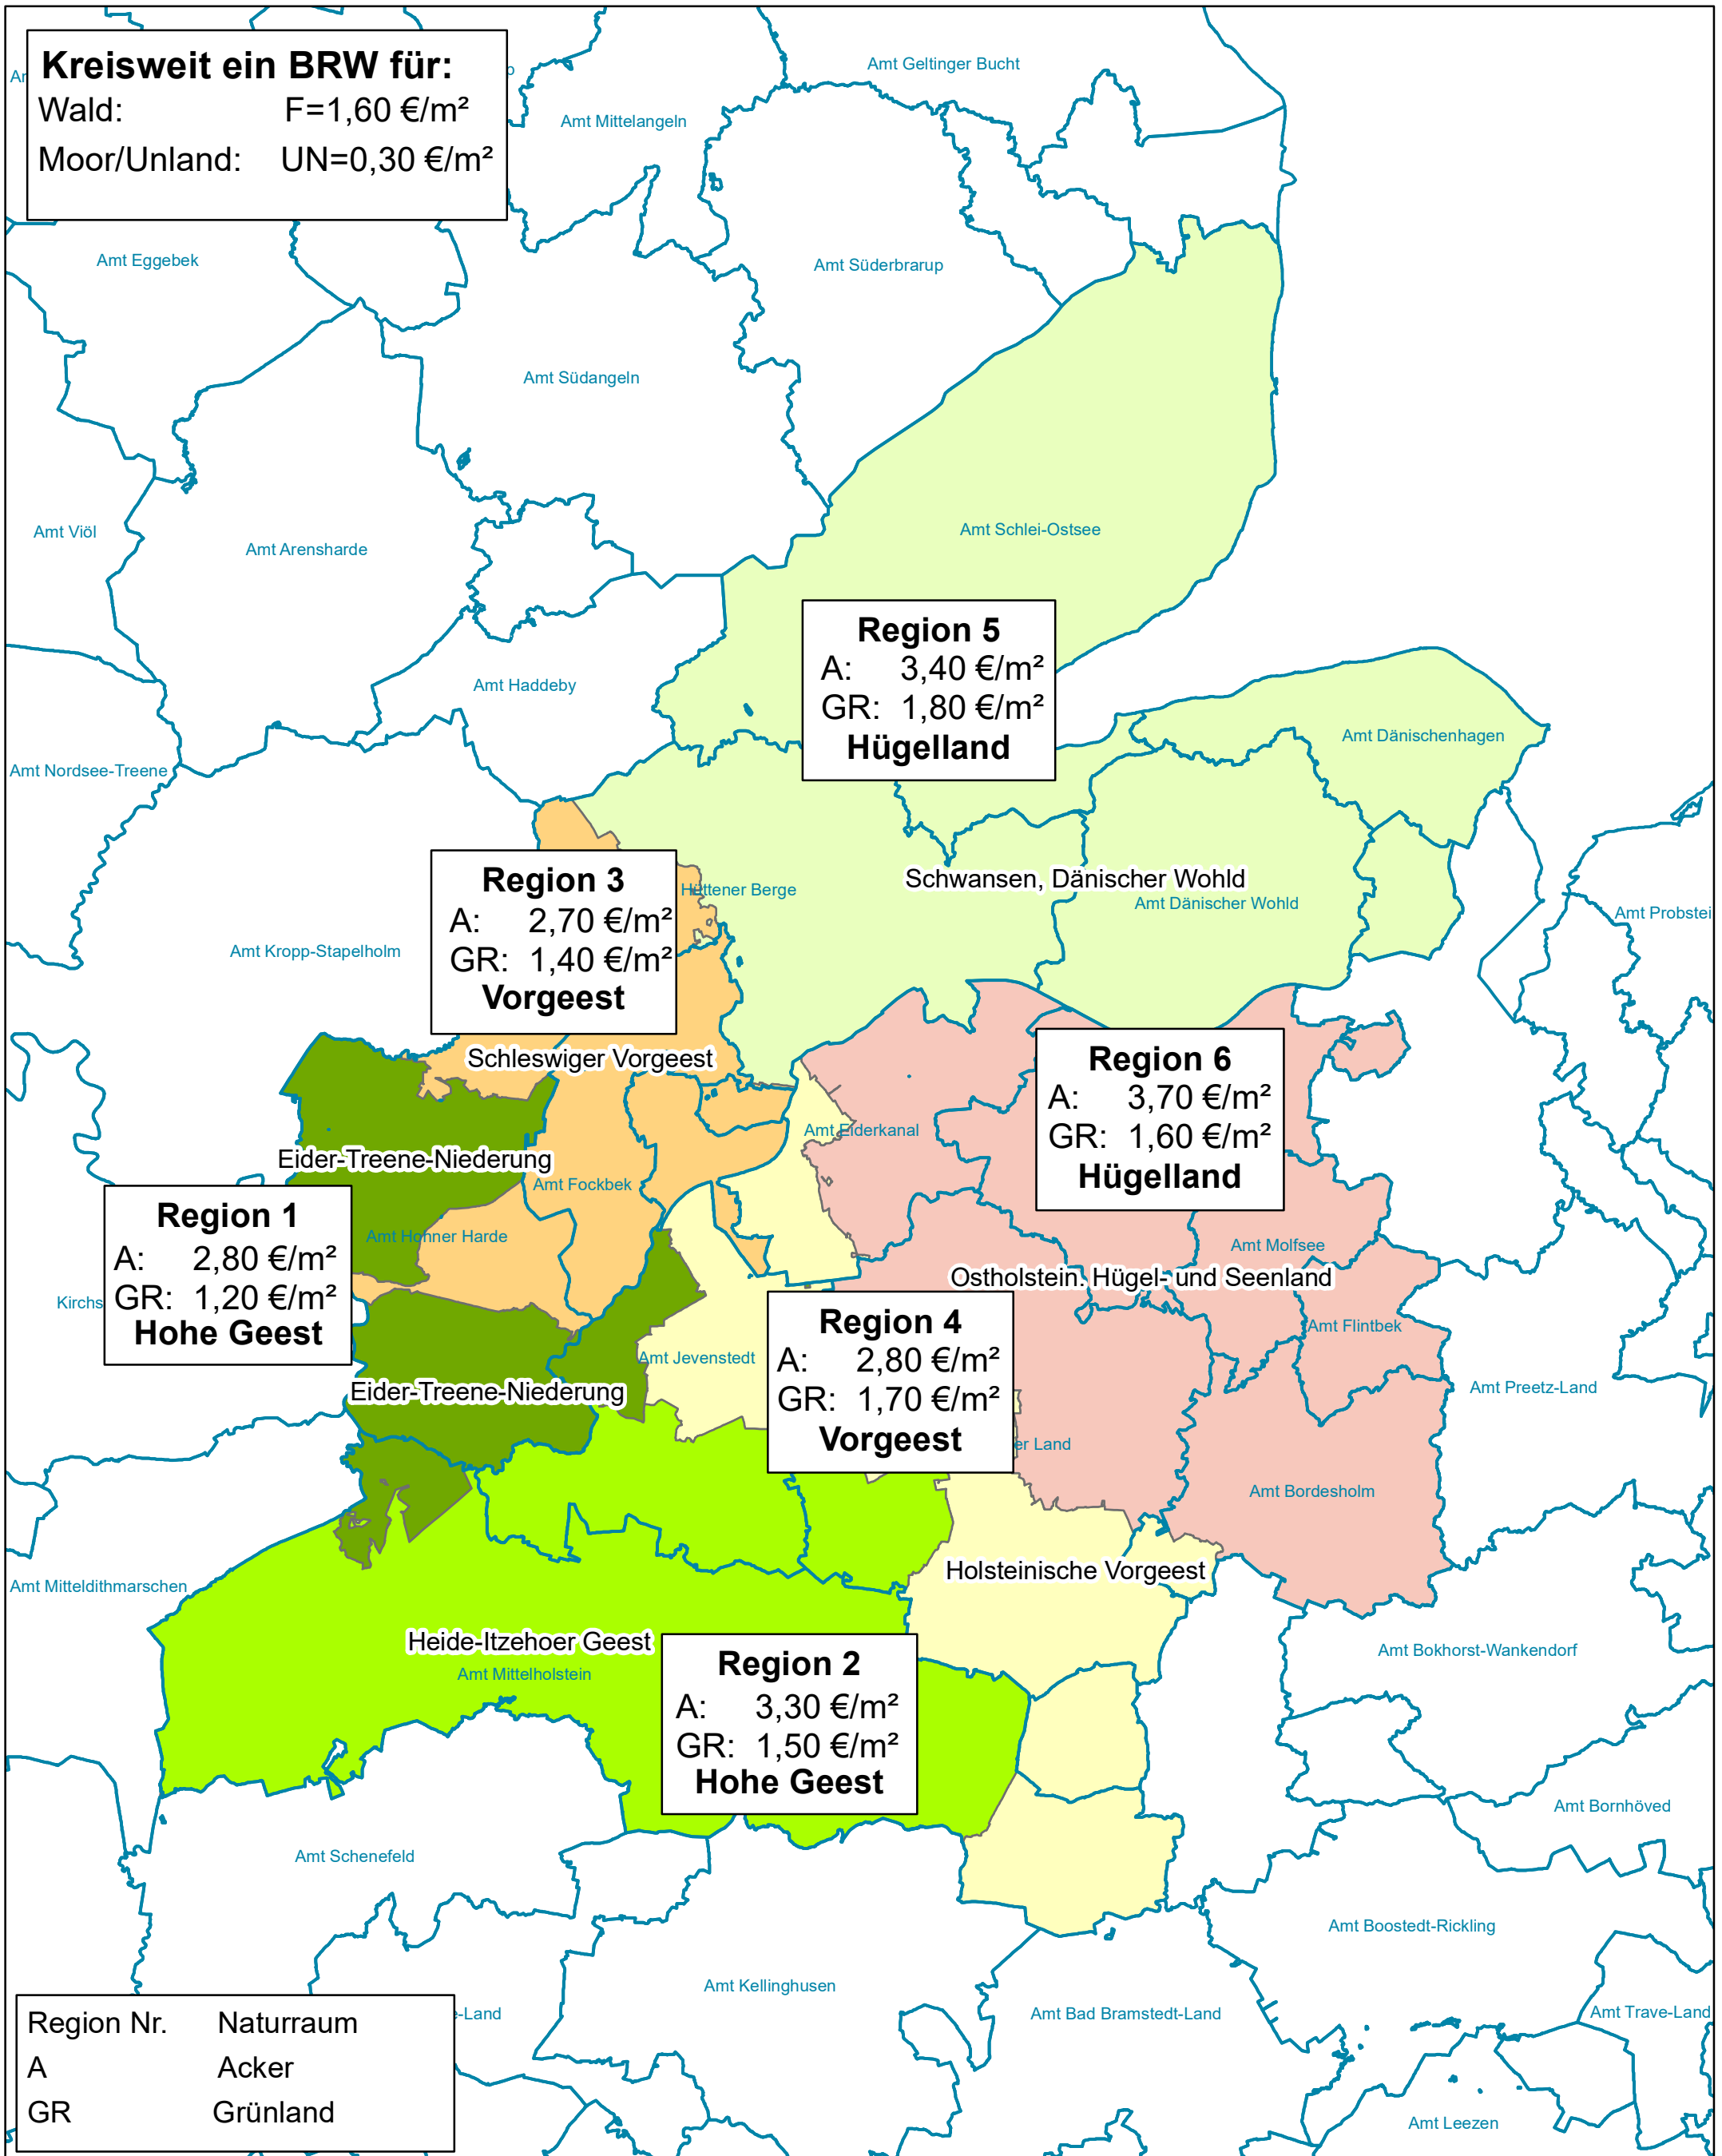 Kreisweit ein BRW für:
Wald: F=1,60 €/m²
Moor/Unland: UN=0,30 €/m²
Amt Geltinger Bucht
Amt Mittelangeln
Amt Eggebek
Amt Süderbrarup
Amt Südangeln
Amt Viöl
Amt Arensharde
Amt Schlei-Ostsee
Region 5
A: 3,40 €/m²
GR: 1,80 €/m²
Hügelland
Amt Haddeby
Amt Dänischenhagen
Amt Nordsee-Treene
Region 3
A: 2,70 €/m²
GR: 1,40 €/m²
Vorgeest
Hüttener Berge
Schwansen, Dänischer Wohld
Amt Dänischer Wohld
Amt Probstei
Amt Kropp-Stapelholm
Schleswiger Vorgeest
Region 6
A: 3,70 €/m²
GR: 1,60 €/m²
Hügelland
Amt Eiderkanal
Eider-Treene-Niederung
Amt Fockbek
Region 1
A: 2,80 €/m²
GR: 1,20 €/m²
Hohe Geest
Amt Hohner Harde
Amt Molfsee
Ostholstein. Hügel- und Seenland
Kirchs
Region 4
A: 2,80 €/m²
GR: 1,70 €/m²
Vorgeest
Amt Flintbek
Amt Jevenstedt
Eider-Treene-Niederung
Amt Preetz-Land
er Land
Amt Bordesholm
Holsteinische Vorgeest
Amt Mitteldithmarschen
Heide-Itzehoer Geest
Amt Mittelholstein
Region 2
A: 3,30 €/m²
GR: 1,50 €/m²
Hohe Geest
Amt Bokhorst-Wankendorf
Amt Bornhöved
Amt Schenefeld
Amt Boostedt-Rickling
Amt Kellinghusen
e-Land
Amt Bad Bramstedt-Land
Amt Trave-Land
Region Nr. Naturraum
A Acker
GR Grünland
Amt Leezen